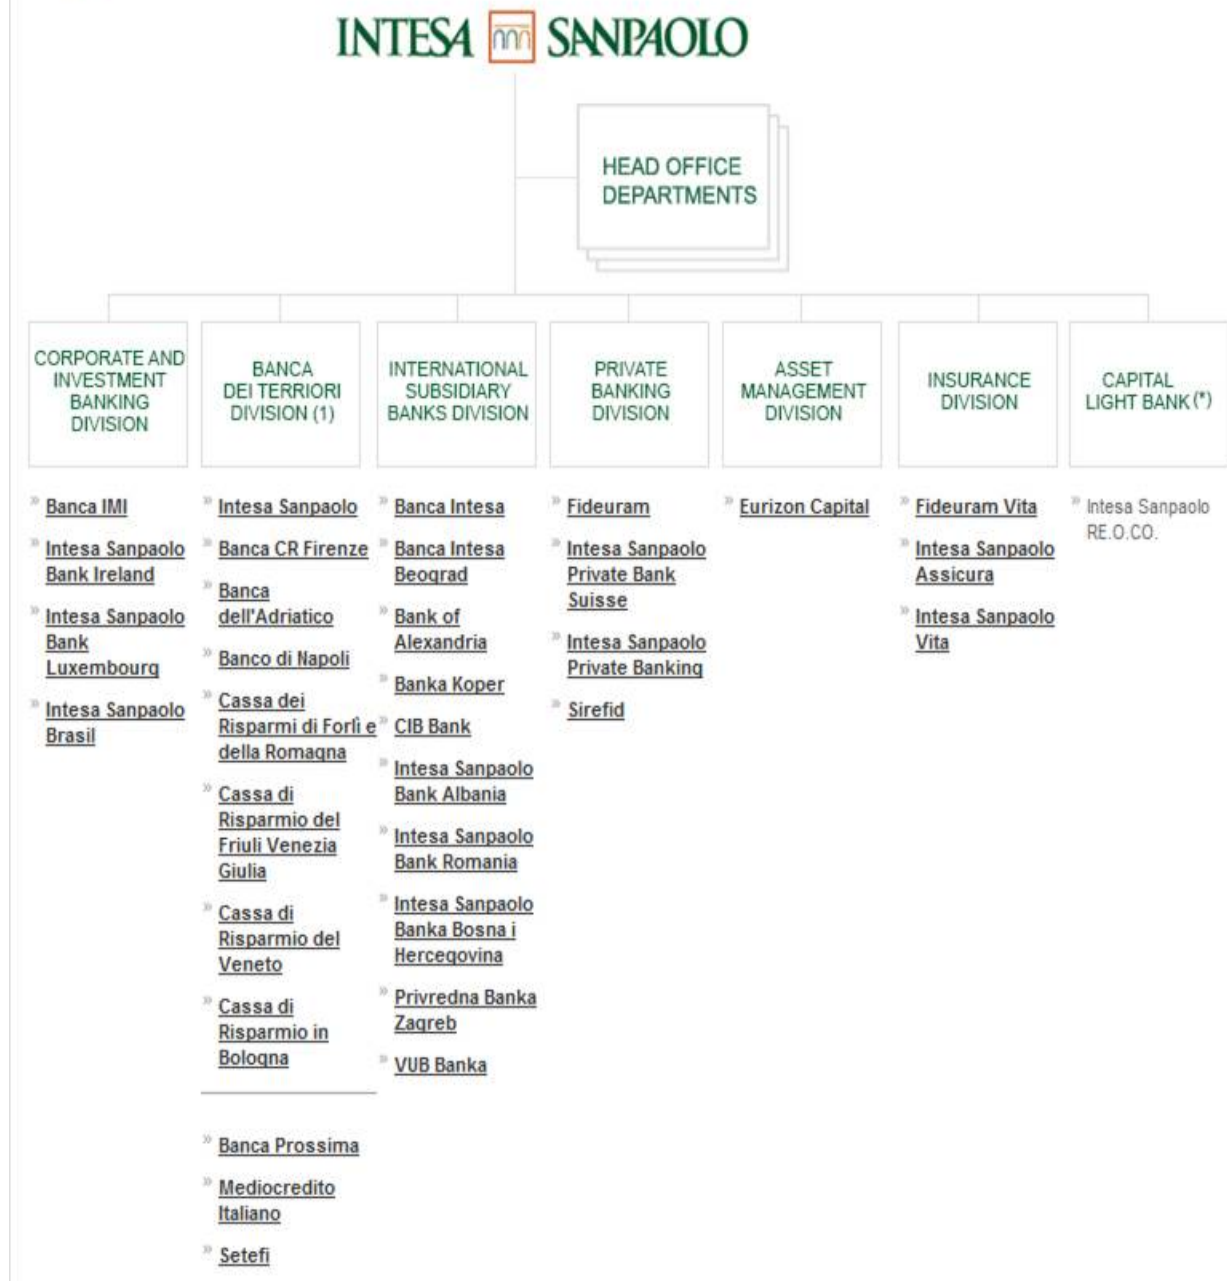 INTESA SANPAOLO
HEAD OFFICE
DEPARTMENTS
CORPORATE AND
INVESTMENT
BANKING
DIVISION
BANCA
DEI TERRIORI
DIVISION (1)
INTERNATIONAL
SUBSIDIARY
BANKS DIVISION
PRIVATE
BANKING
DIVISION
ASSET
MANAGEMENT
DIVISION
INSURANCE
DIVISION
CAPITAL
LIGHT BANK (*)
» Banca IMI
» Intesa Sanpaolo
Bank Ireland
» Intesa Sanpaolo
Bank
Luxembourg
» Intesa Sanpaolo
Brasil
» Intesa Sanpaolo
» Banca CR Firenze
» Banca
dell'Adriatico
» Banco di Napoli
» Cassa dei
Risparmi di Forlì e
della Romagna
» Cassa di
Risparmio del
Friuli Venezia
Giulia
» Cassa di
Risparmio del
Veneto
» Cassa di
Risparmio in
Bologna
» Banca Prossima
» Mediocredito
Italiano
» Setefi
» Banca Intesa
» Banca Intesa
Beograd
» Bank of
Alexandria
» Banka Koper
» CIB Bank
» Intesa Sanpaolo
Bank Albania
» Intesa Sanpaolo
Bank Romania
» Intesa Sanpaolo
Banka Bosna i
Hercegovina
» Privredna Banka
Zagreb
» VUB Banka
» Fideuram
» Intesa Sanpaolo
Private Bank
Suisse
» Intesa Sanpaolo
Private Banking
» Sirefid
» Eurizon Capital
» Fideuram Vita
» Intesa Sanpaolo
Assicura
» Intesa Sanpaolo
Vita
» Intesa Sanpaolo
RE.O.CO.